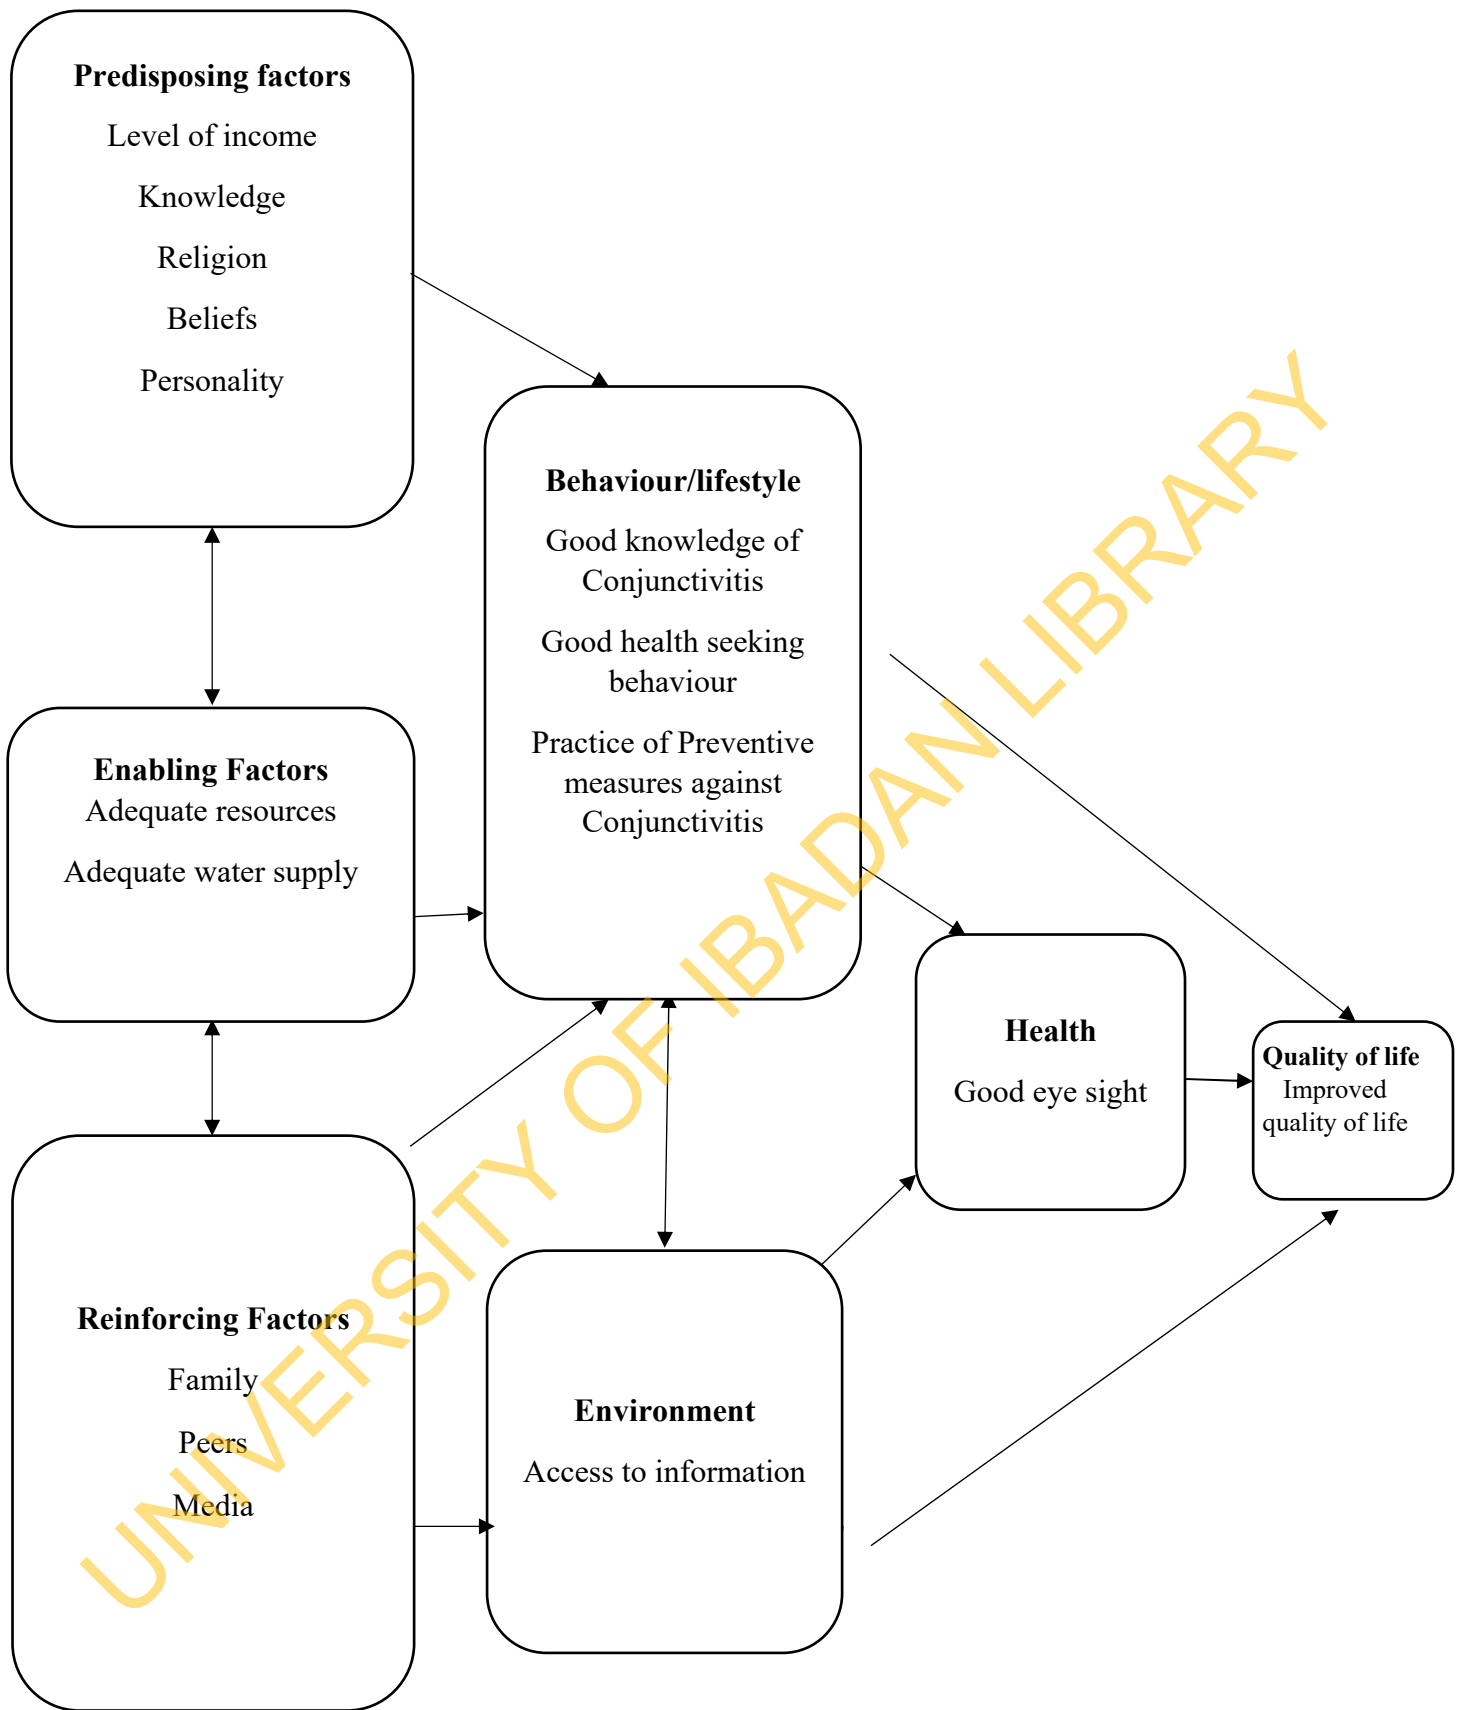 Predisposing factors
Level of income
Knowledge
Religion
Beliefs
Personality
Enabling Factors
Adequate resources
Adequate water supply
Reinforcing Factors
Family
Peers
Media
Behaviour/lifestyle
Good knowledge of
Conjunctivitis
Good health seeking
behaviour
Practice of Preventive
measures against
Conjunctivitis
Environment
Access to information
Health
Good eye sight
Quality of life
Improved
quality of life
UNIVERSITY OF IBADAN LIBRARY